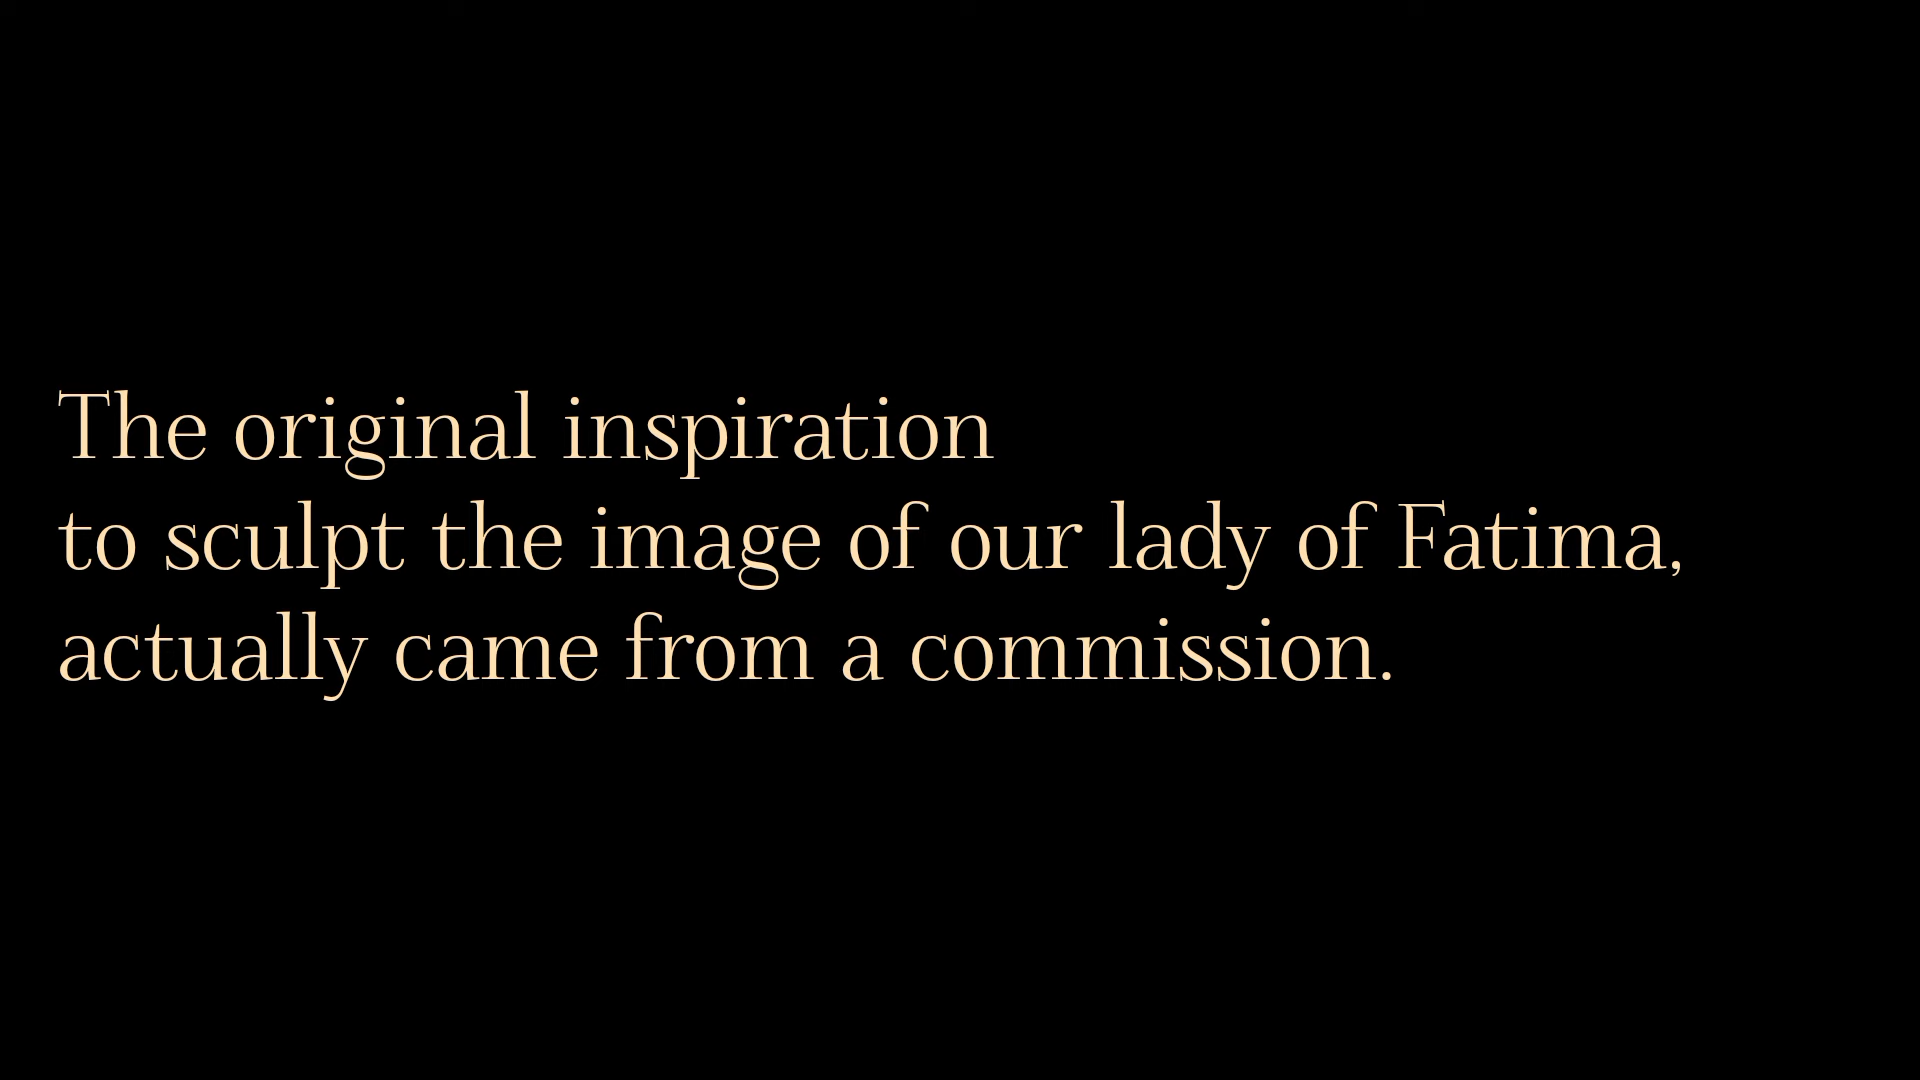 The original inspiration
to sculpt the image of our lady of Fatima,
actually came from a commission.